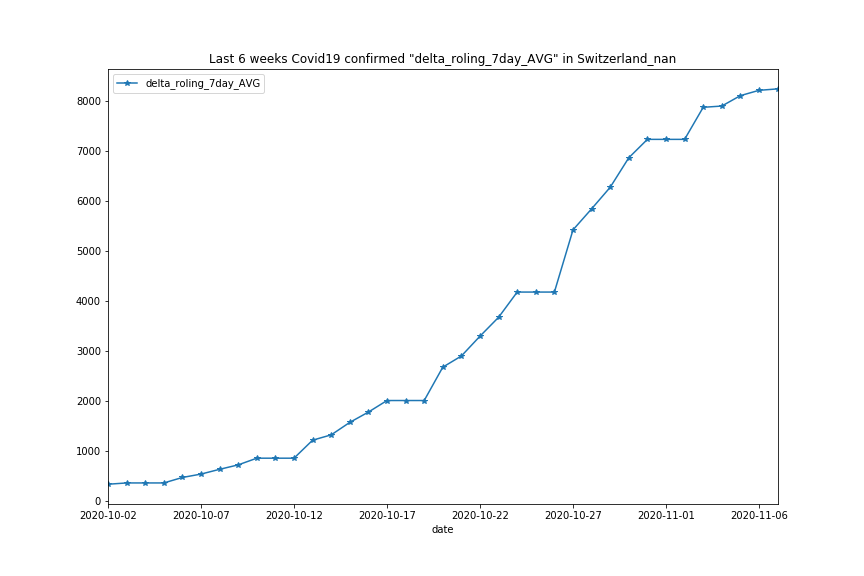 Last 6 weeks Covid19 confirmed "delta_roling_7day_AVG" in Switzerland_nan
delta_roling_7day_AVG
8000
7000
6000
5000
4000
3000
2000
1000
0
2020-10-02 2020-10-07 2020-10-12 2020-10-17 2020-10-22 2020-10-27 2020-11-01 2020-11-06
date